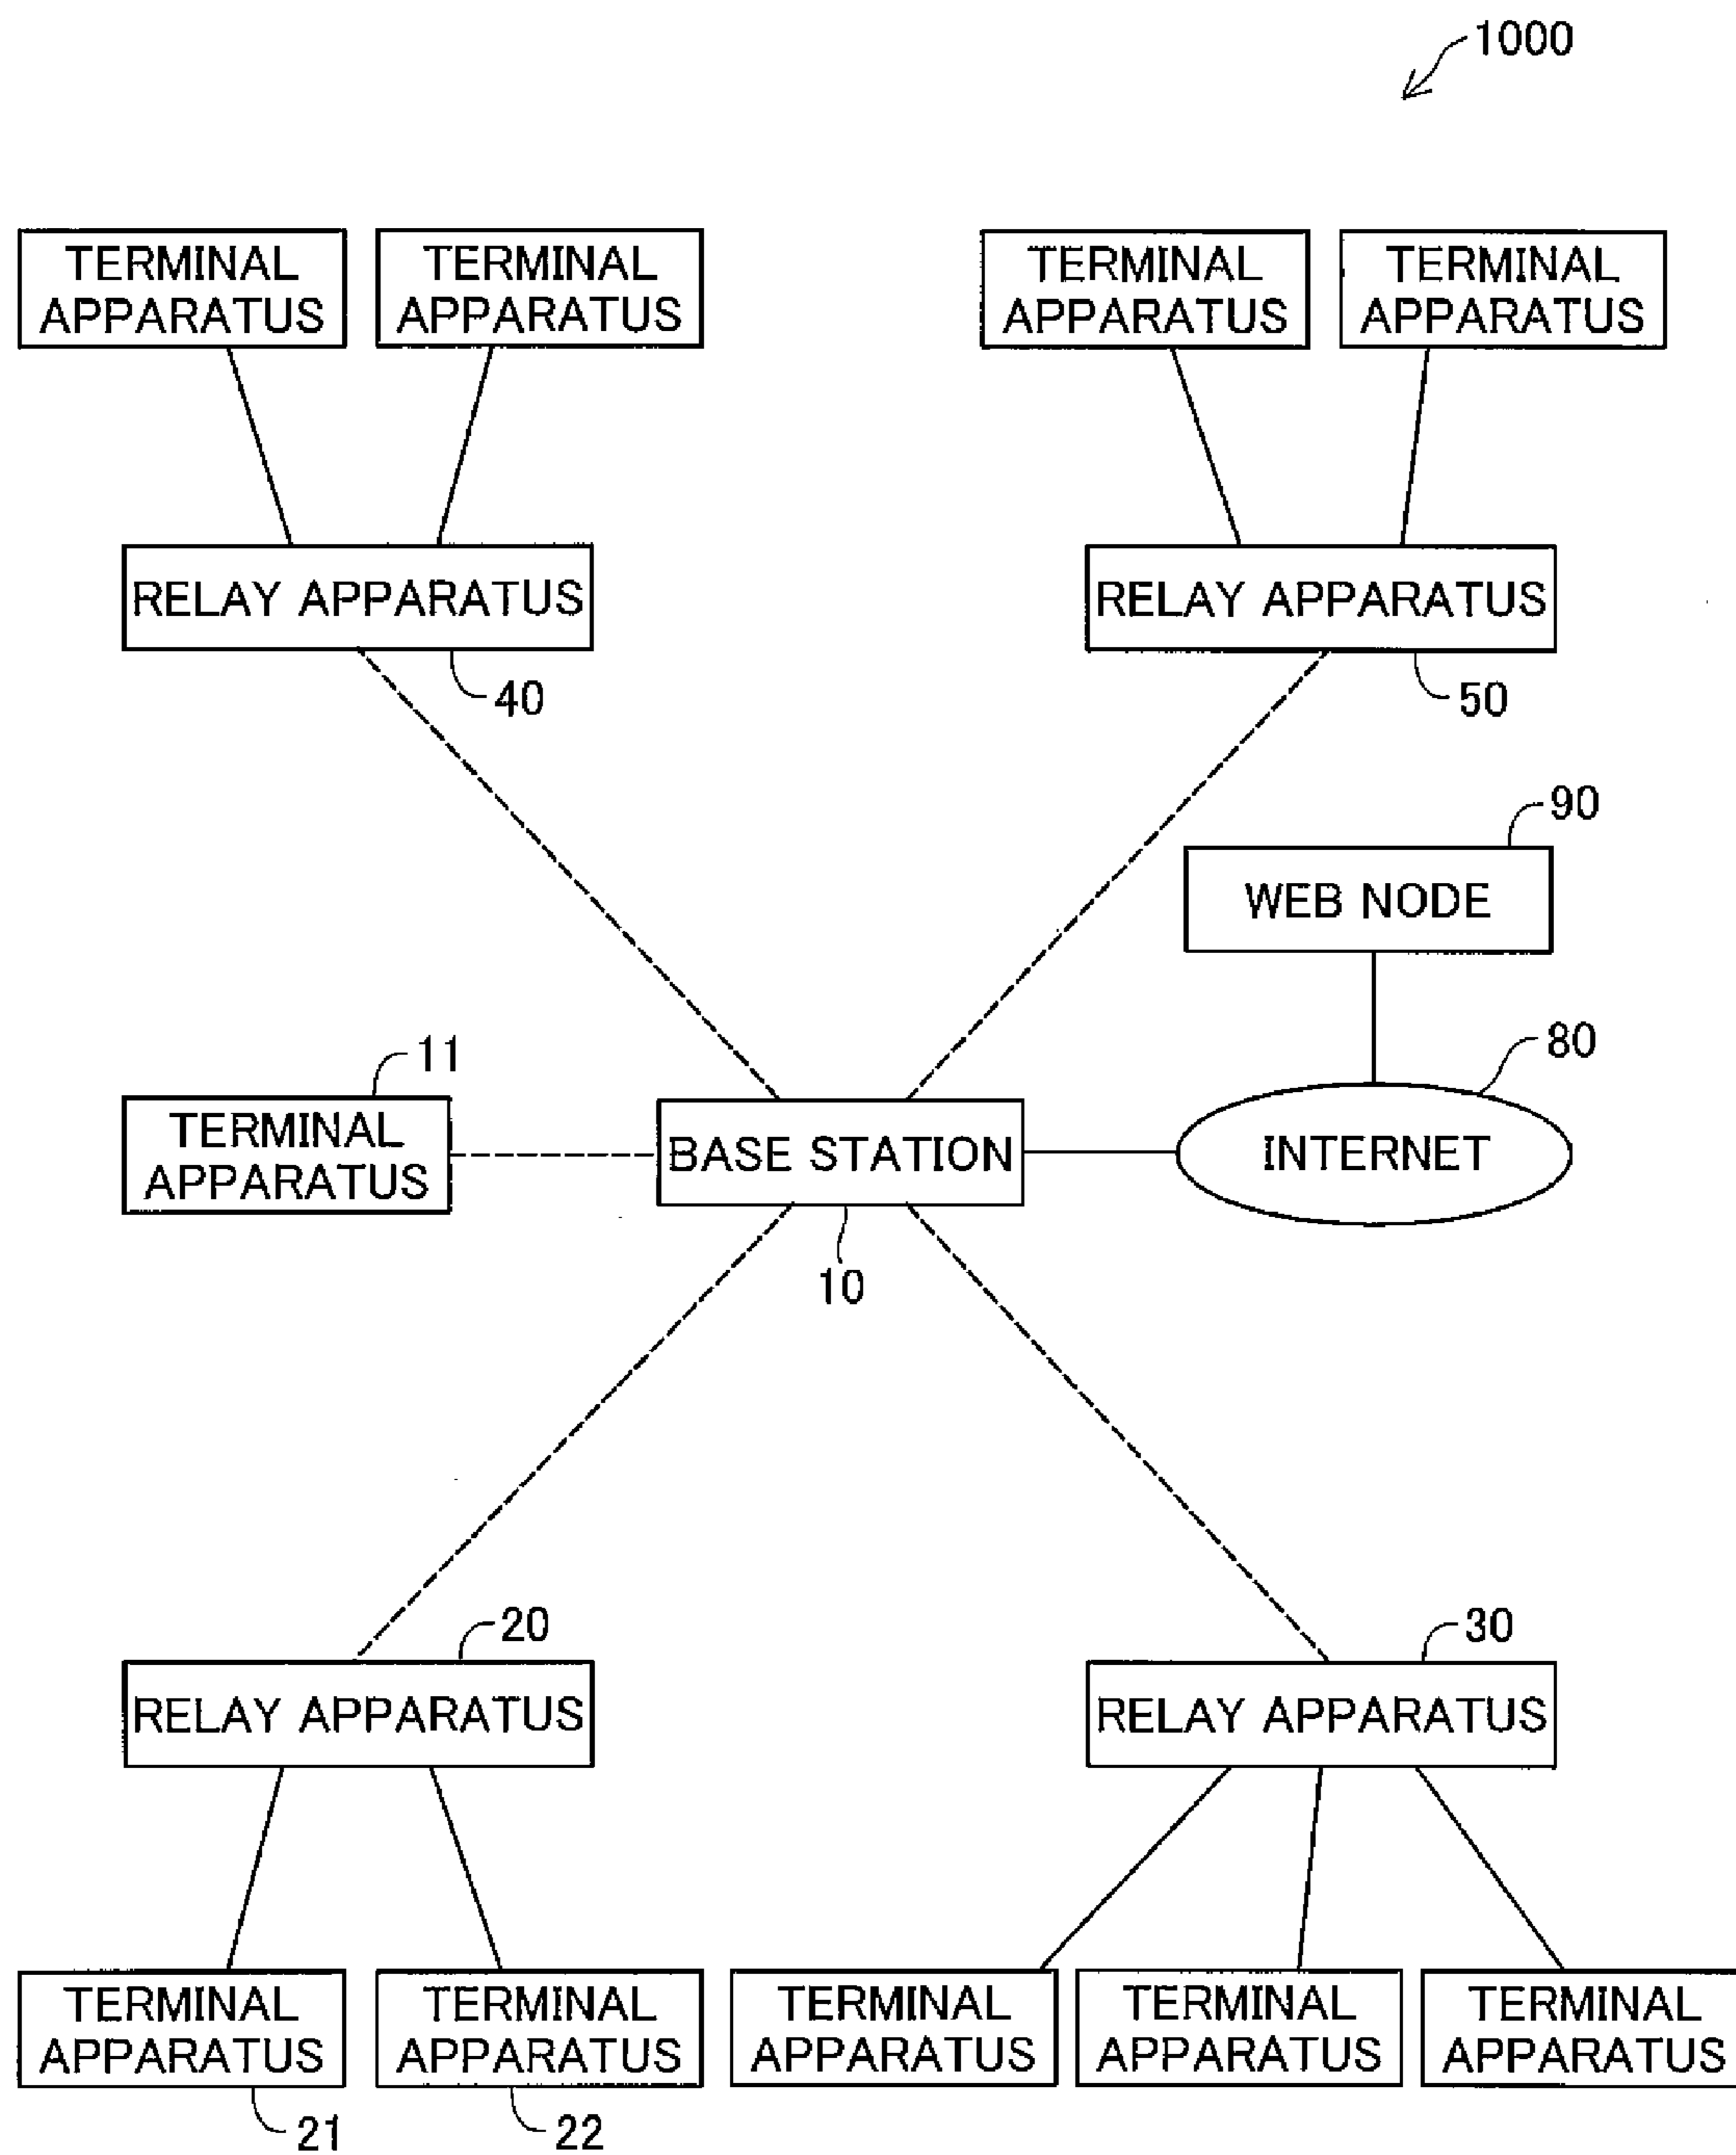 1000
TERMINAL
APPARATUS
TERMINAL
APPARATUS
TERMINAL
APPARATUS
TERMINAL
APPARATUS
RELAY APPARATUS
40
RELAY APPARATUS
50
90
WEB NODE
11
TERMINAL
APPARATUS
BASE STATION
10
80
INTERNET
20
RELAY APPARATUS
30
RELAY APPARATUS
TERMINAL
APPARATUS
21
TERMINAL
APPARATUS
22
TERMINAL
APPARATUS
TERMINAL
APPARATUS
TERMINAL
APPARATUS